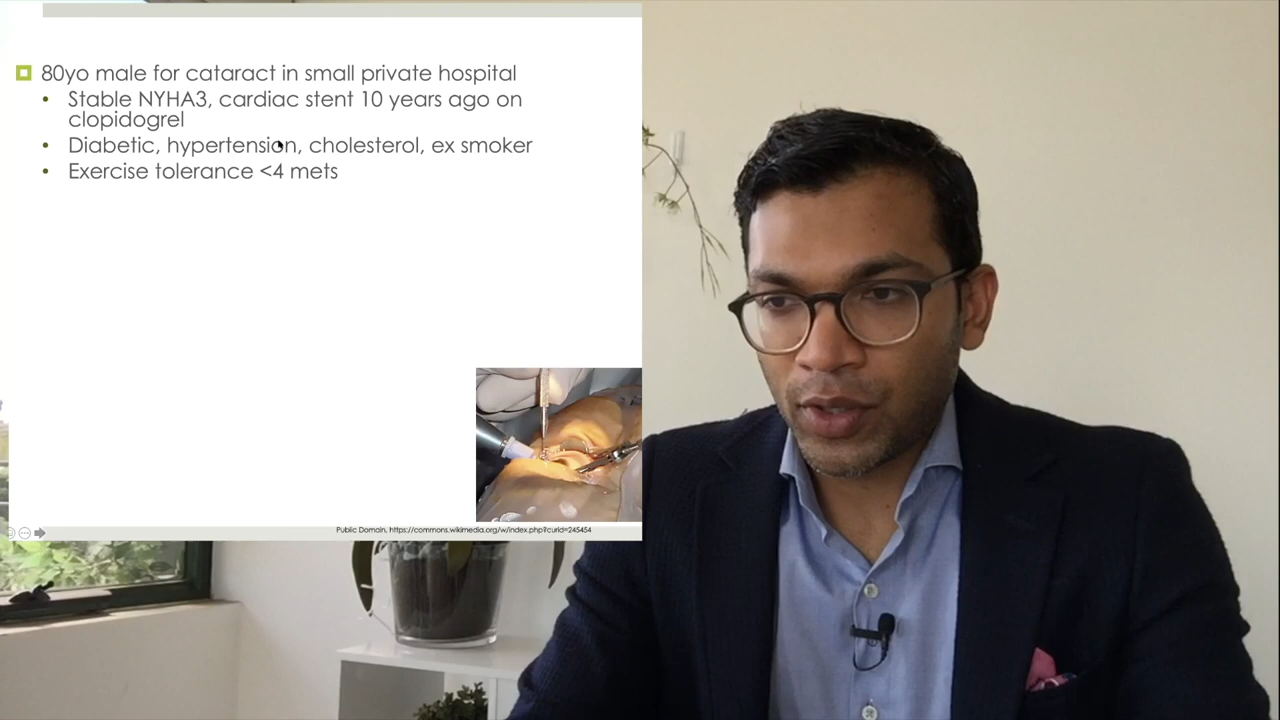 80yo male for cataract in small private hospital
Stable NYHA3, cardiac stent 10 years ago on
clopidogrel
Diabetic, hypertension, cholesterol, ex smoker
Exercise tolerance <4 mets
Public Domain, https://commons.wikimedia.org/w/index.php?curid=245454